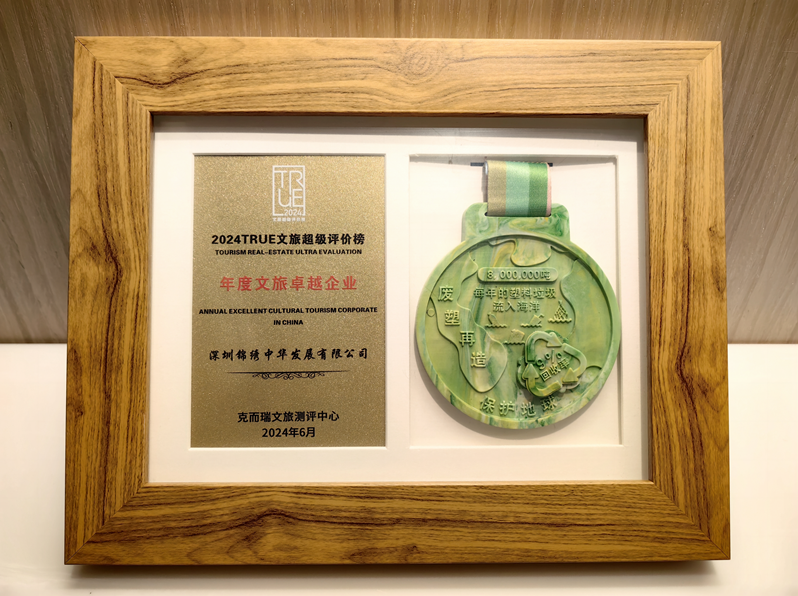 TR
UE
2024
2024TRUE文旅超级评价榜
TOURISM REAL-ESTATE ULTRA EVALUATION
年度文旅卓越企业
ANNUAL EXCELLENT CULTURAL TOURISM CORPORATE
IN CHINA
深圳锦绣中华发展有限公司
克而瑞文旅测评中心
2024年6月
8,000,000吨
每年的塑料垃圾
流入海洋
废塑再造
9%
回收率
保护地球